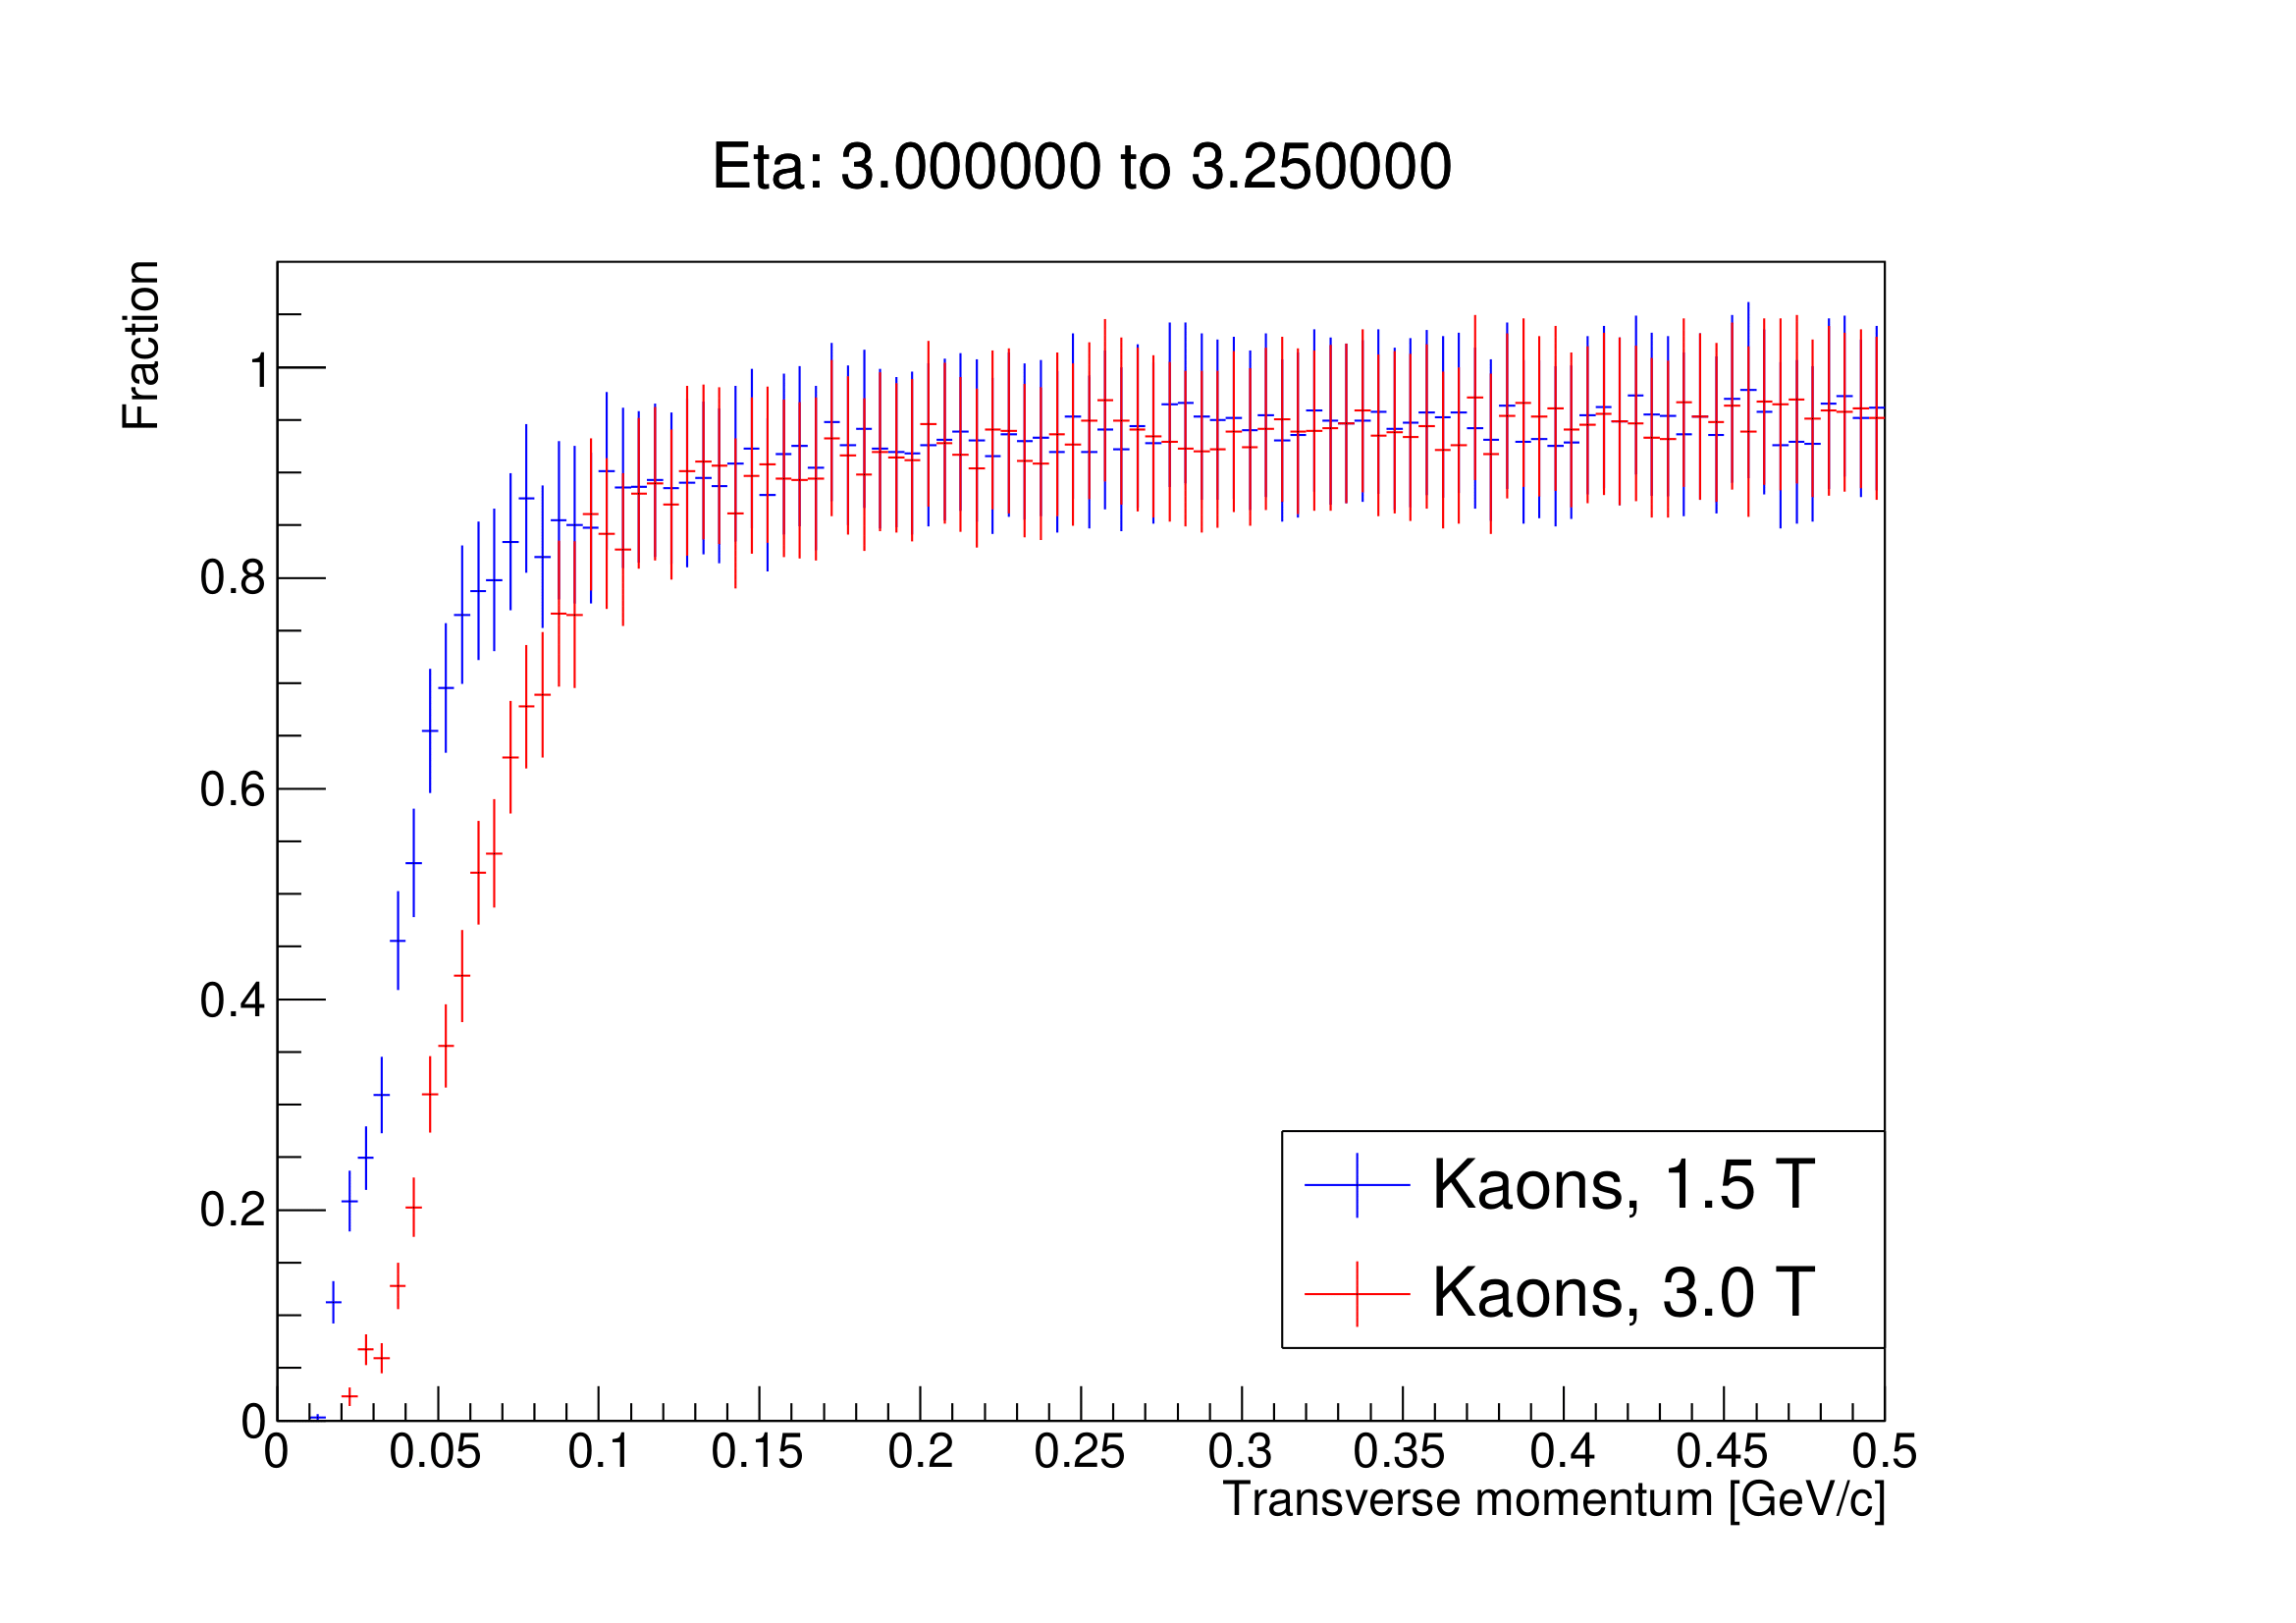 Eta: 3.000000 to 3.250000
Fraction
1
0.8
0.6
0.4
0.2
0
0 0.05 0.1 0.15 0.2 0.25 0.3 0.35 0.4 0.45 0.5
Transverse momentum [GeV/c]
Kaons, 1.5 T
Kaons, 3.0 T